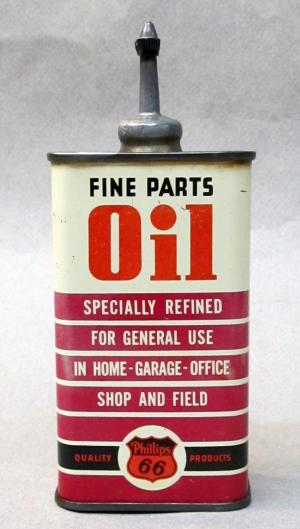 FINE PARTS
Oil
SPECIALLY REFINED
FOR GENERAL USE
IN HOME-GARAGE-OFFICE
SHOP AND FIELD
QUALITY Phillips 66 PRODUCTS